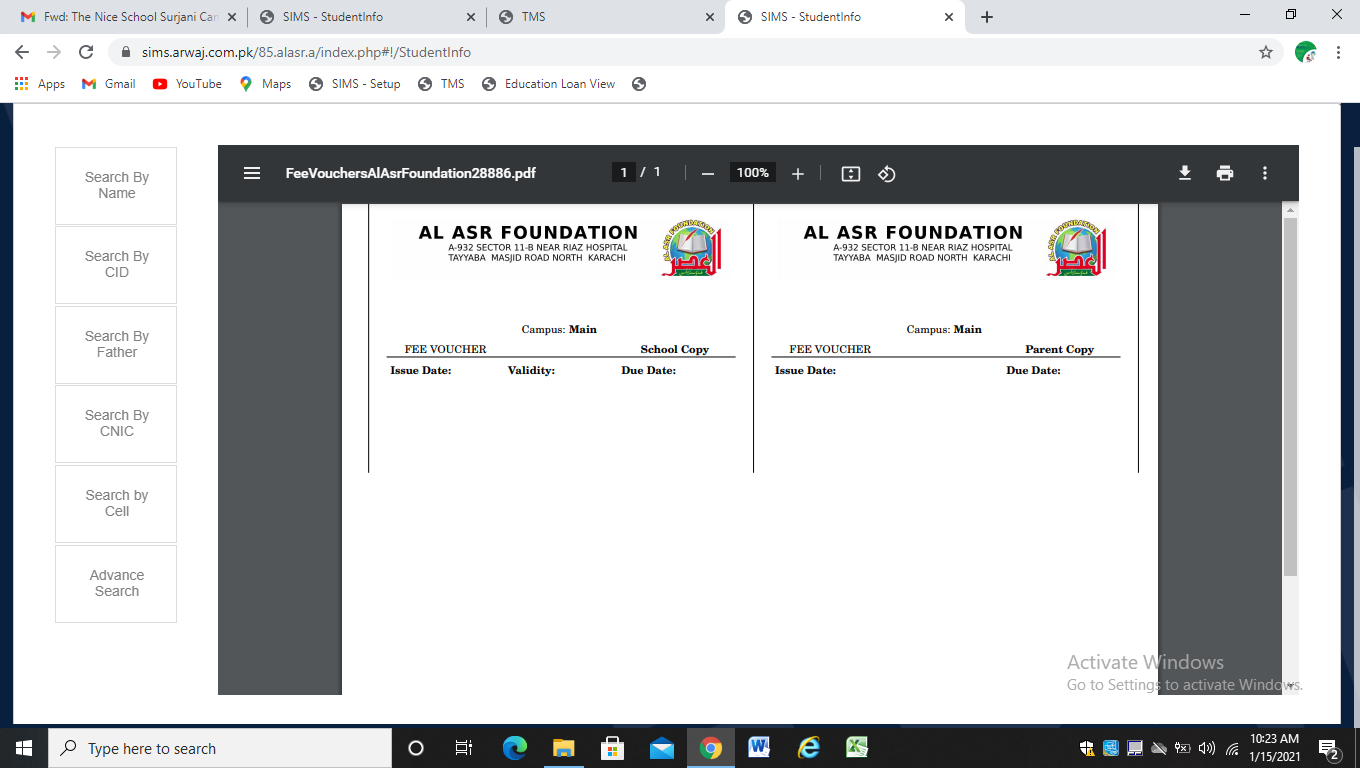 Fwd: The Nice School Surjani Can
SIMS - StudentInfo
TMS
SIMS - StudentInfo
sims.arwaj.com.pk/85.alasr.a/index.php#!/StudentInfo
Apps
Gmail
YouTube
Maps
SIMS - Setup
TMS
Education Loan View
Search By
Name
Search By
CID
Search By
Father
Search By
CNIC
Search by
Cell
Advance
Search
FeeVouchersAlAsrFoundation28886.pdf
1 / 1
100%
AL ASR FOUNDATION
A-932 SECTOR 11-B NEAR RIAZ HOSPITAL
TAYYABA MASJID ROAD NORTH KARACHI
AL ASR FOUNDATION
العصر
Campus: Main
FEE VOUCHER School Copy
Issue Date: Validity: Due Date:
AL ASR FOUNDATION
A-932 SECTOR 11-B NEAR RIAZ HOSPITAL
TAYYABA MASJID ROAD NORTH KARACHI
AL ASR FOUNDATION
العصر
Campus: Main
FEE VOUCHER Parent Copy
Issue Date: Due Date:
Activate Windows
Go to Settings to activate Windows.
Type here to search
10:23 AM
1/15/2021
2